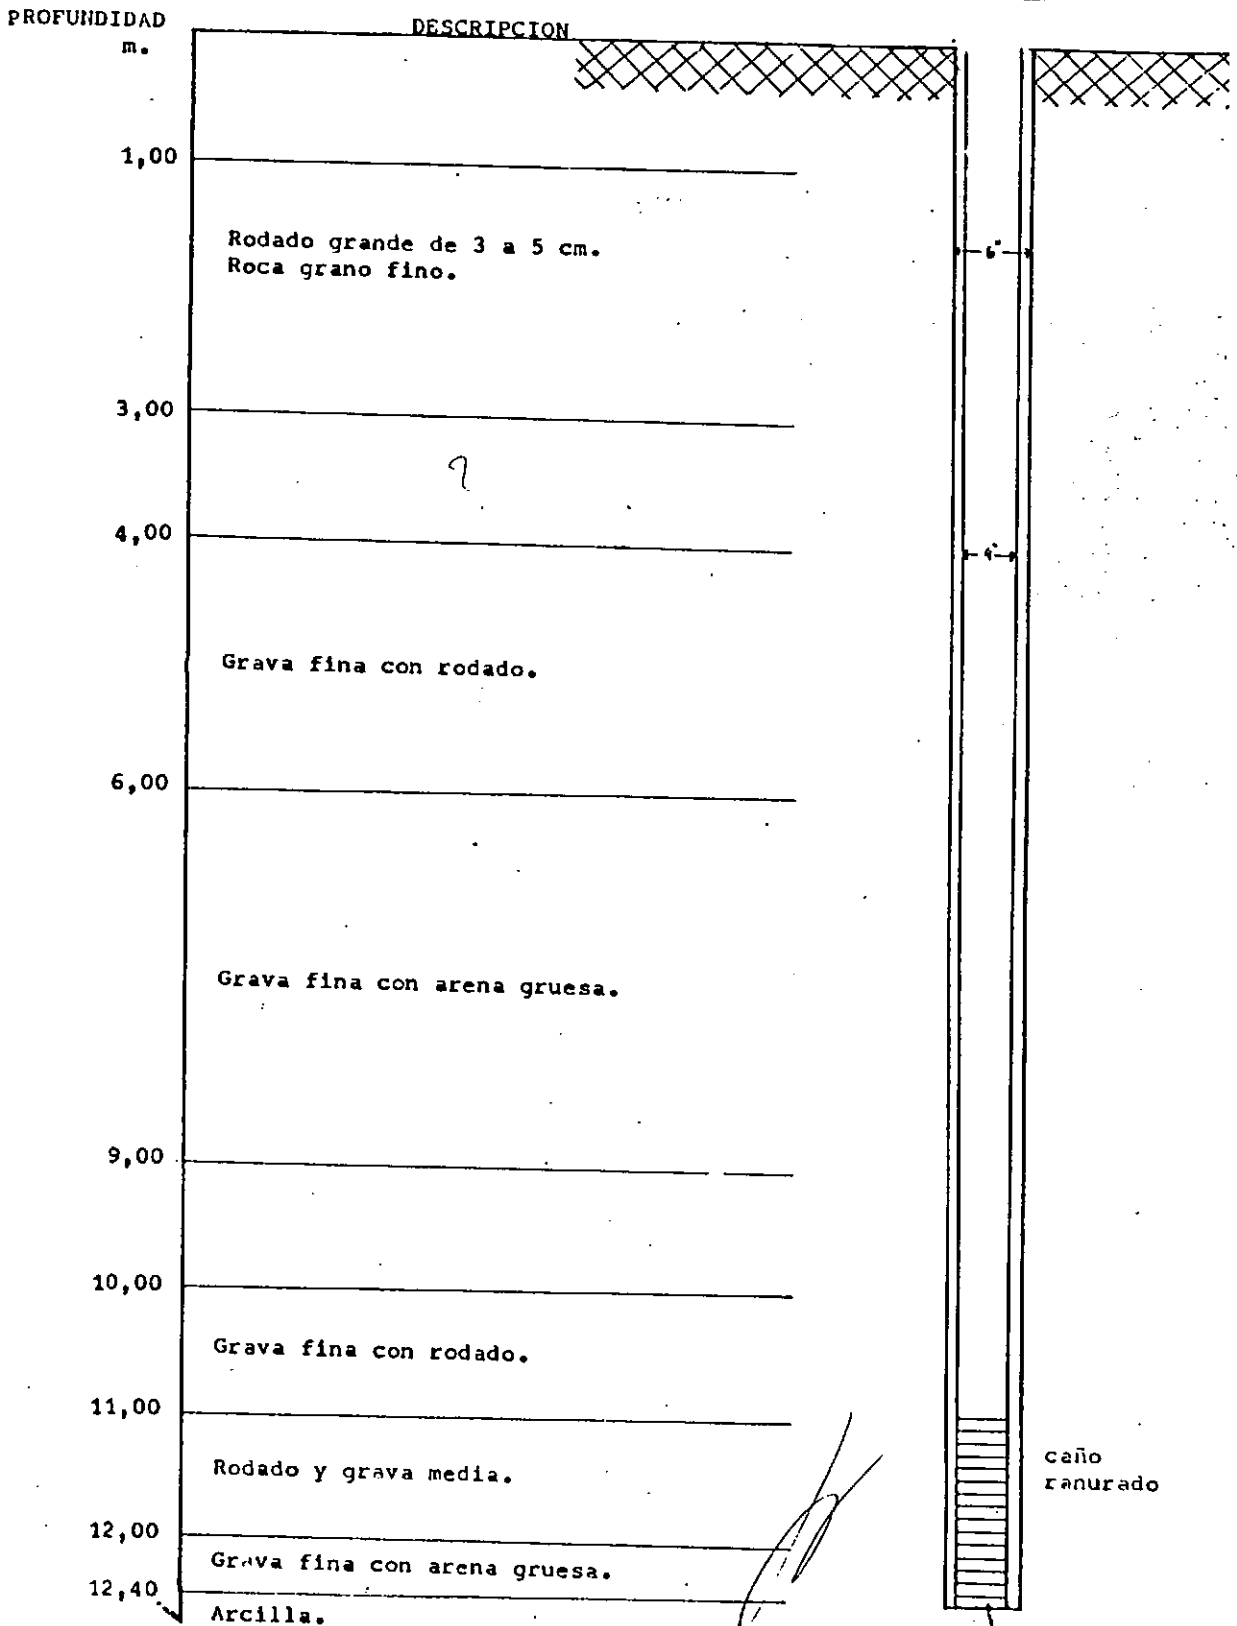 PROFUNDIDAD
m.
DESCRIPCION
1,00
Rodado grande de 3 a 5 cm.
Roca grano fino.
6"
3,00
?
4,00
4"
Grava fina con rodado.
6,00
Grava fina con arena gruesa.
9,00
10,00
Grava fina con rodado.
11,00
Rodado y grava media.
caño
ranurado
12,00
Grava fina con arena gruesa.
12,40
Arcilla.